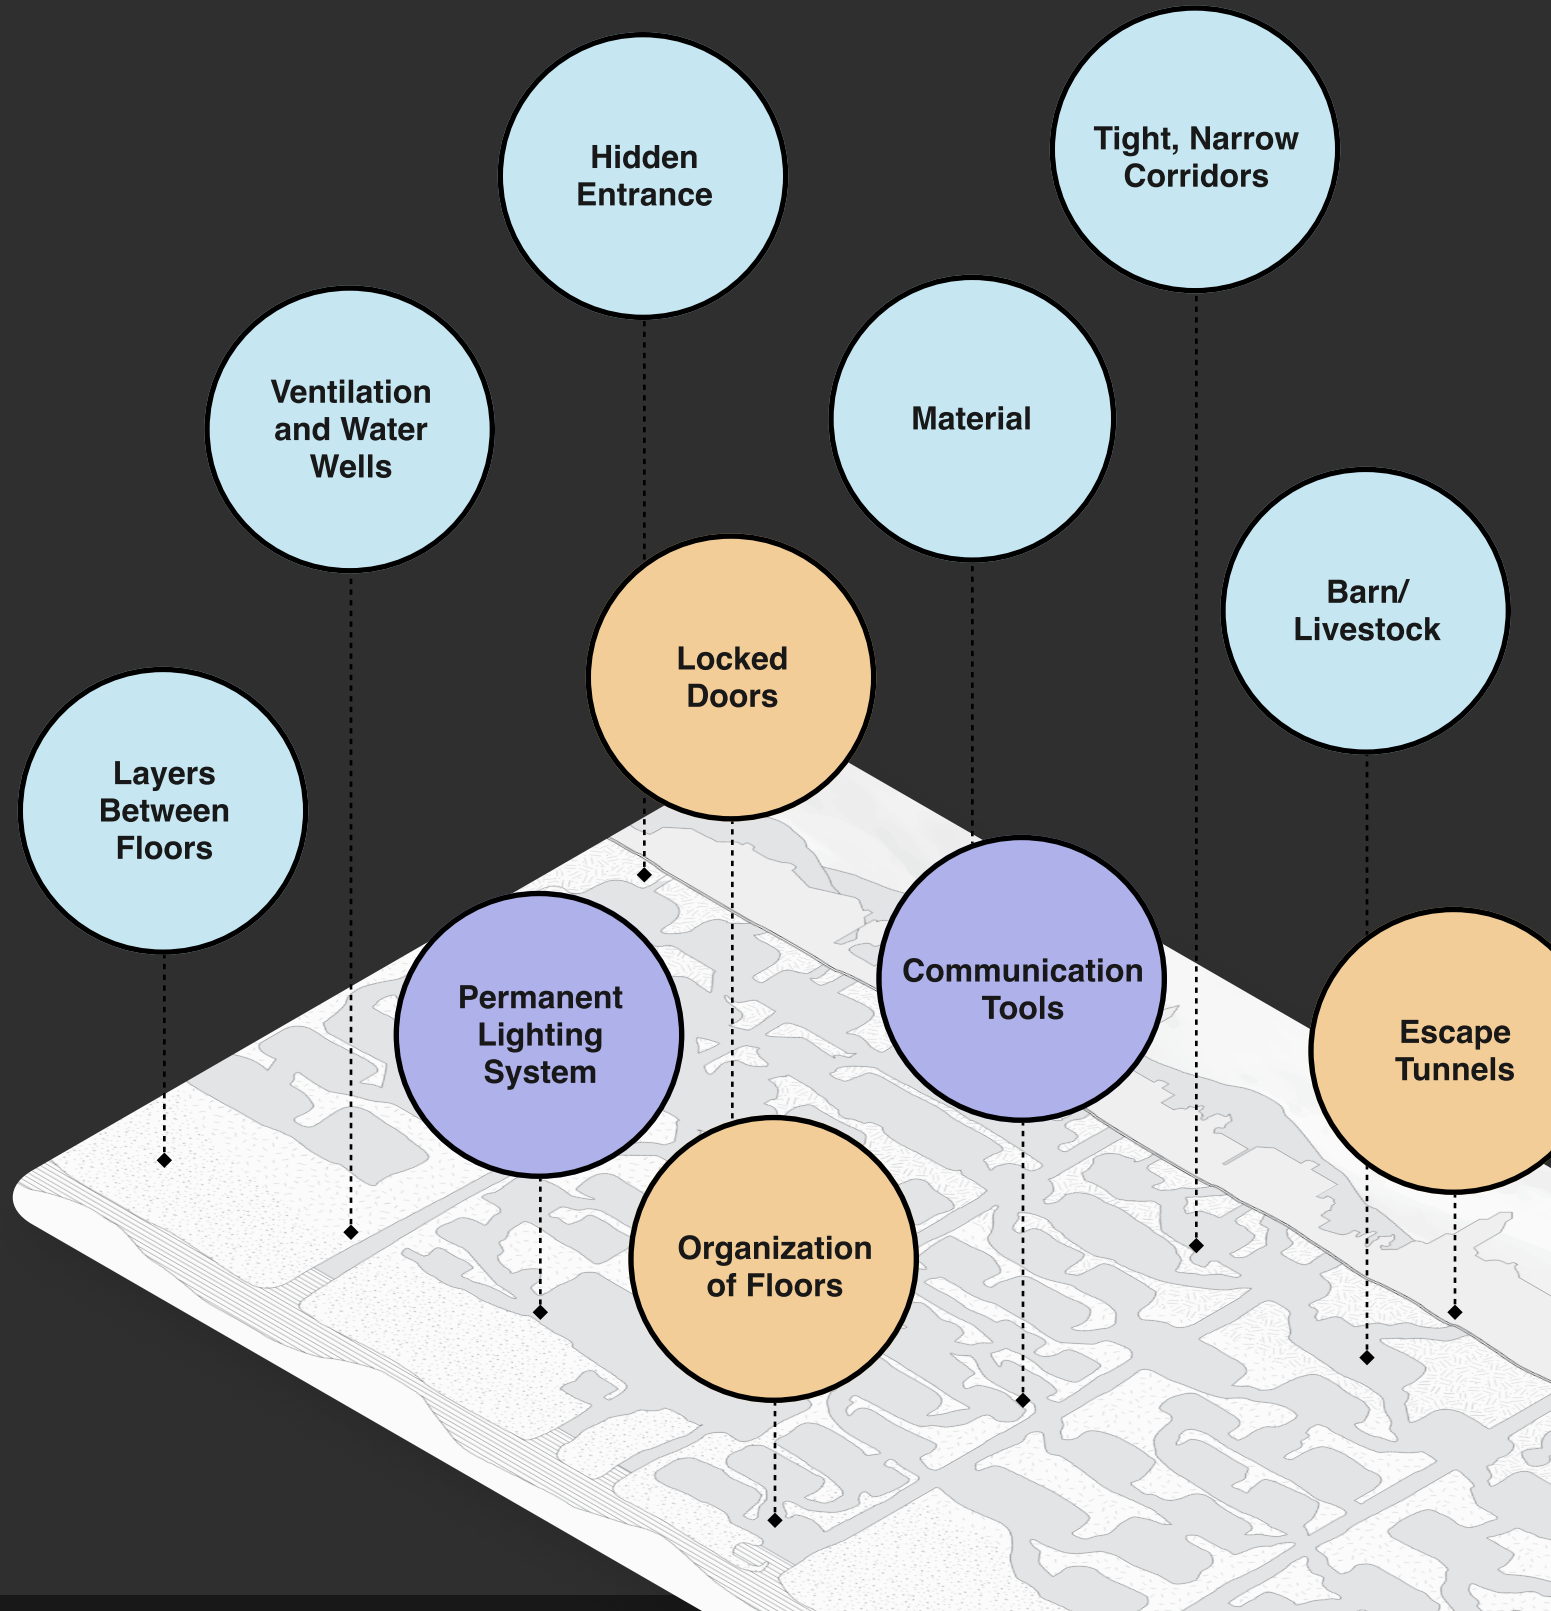 Hidden
Entrance
Tight, Narrow
Corridors
Ventilation
and Water
Wells
Material
Barn/
Livestock
Locked
Doors
Layers
Between
Floors
Permanent
Lighting
System
Communication
Tools
Escape
Tunnels
Organization
of Floors